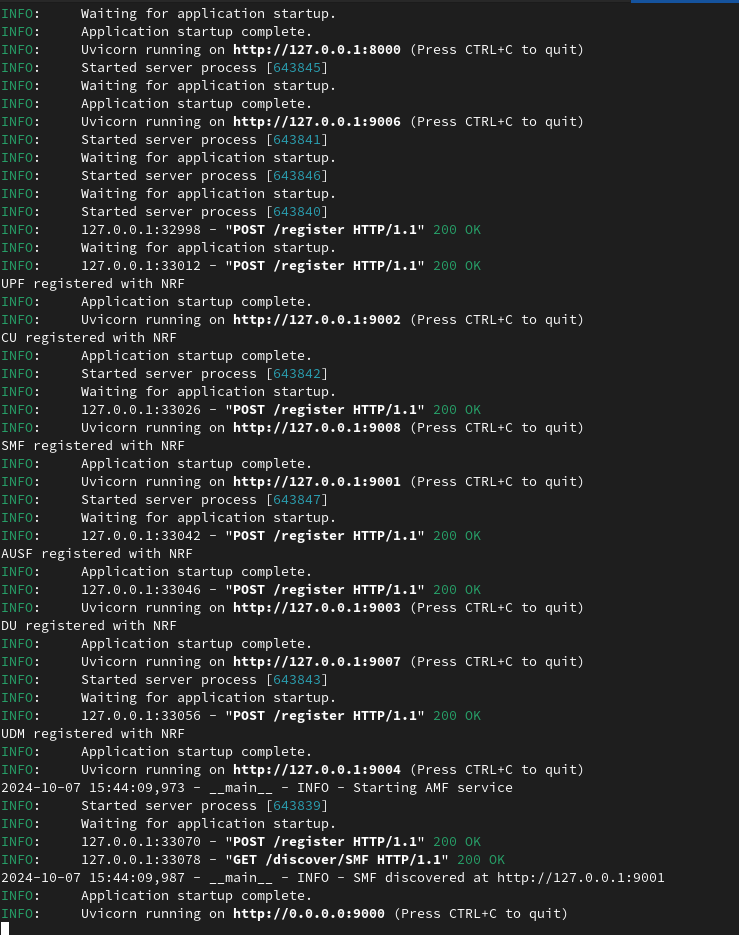 INFO:     Waiting for application startup.
INFO:     Application startup complete.
INFO:     Uvicorn running on http://127.0.0.1:8000 (Press CTRL+C to quit)
INFO:     Started server process [643845]
INFO:     Waiting for application startup.
INFO:     Application startup complete.
INFO:     Uvicorn running on http://127.0.0.1:9006 (Press CTRL+C to quit)
INFO:     Started server process [643841]
INFO:     Waiting for application startup.
INFO:     Started server process [643846]
INFO:     Waiting for application startup.
INFO:     Started server process [643840]
INFO:     127.0.0.1:32998 - "POST /register HTTP/1.1" 200 OK
INFO:     Waiting for application startup.
INFO:     127.0.0.1:33012 - "POST /register HTTP/1.1" 200 OK
UPF registered with NRF
INFO:     Application startup complete.
INFO:     Uvicorn running on http://127.0.0.1:9002 (Press CTRL+C to quit)
CU registered with NRF
INFO:     Application startup complete.
INFO:     Started server process [643842]
INFO:     Waiting for application startup.
INFO:     127.0.0.1:33026 - "POST /register HTTP/1.1" 200 OK
INFO:     Uvicorn running on http://127.0.0.1:9008 (Press CTRL+C to quit)
SMF registered with NRF
INFO:     Application startup complete.
INFO:     Uvicorn running on http://127.0.0.1:9001 (Press CTRL+C to quit)
INFO:     Started server process [643847]
INFO:     Waiting for application startup.
INFO:     127.0.0.1:33042 - "POST /register HTTP/1.1" 200 OK
AUSF registered with NRF
INFO:     Application startup complete.
INFO:     127.0.0.1:33046 - "POST /register HTTP/1.1" 200 OK
INFO:     Uvicorn running on http://127.0.0.1:9003 (Press CTRL+C to quit)
DU registered with NRF
INFO:     Application startup complete.
INFO:     Uvicorn running on http://127.0.0.1:9007 (Press CTRL+C to quit)
INFO:     Started server process [643843]
INFO:     Waiting for application startup.
INFO:     127.0.0.1:33056 - "POST /register HTTP/1.1" 200 OK
UDM registered with NRF
INFO:     Application startup complete.
INFO:     Uvicorn running on http://127.0.0.1:9004 (Press CTRL+C to quit)
2024-10-07 15:44:09,973 - __main__ - INFO - Starting AMF service
INFO:     Started server process [643839]
INFO:     Waiting for application startup.
INFO:     127.0.0.1:33070 - "POST /register HTTP/1.1" 200 OK
INFO:     127.0.0.1:33078 - "GET /discover/SMF HTTP/1.1" 200 OK
2024-10-07 15:44:09,987 - __main__ - INFO - SMF discovered at http://127.0.0.1:9001
INFO:     Application startup complete.
INFO:     Uvicorn running on http://0.0.0.0:9000 (Press CTRL+C to quit)